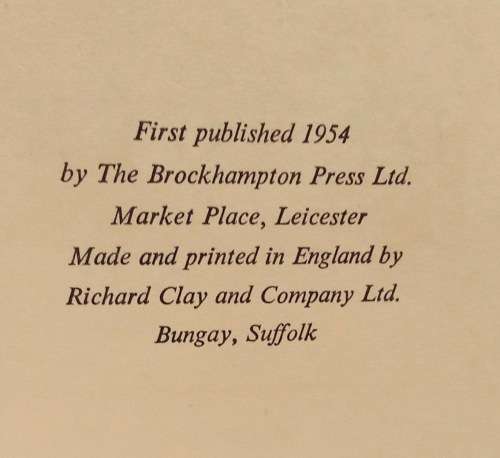 First published 1954
by The Brockhampton Press Ltd.
Market Place, Leicester
Made and printed in England by
Richard Clay and Company Ltd.
Bungay, Suffolk